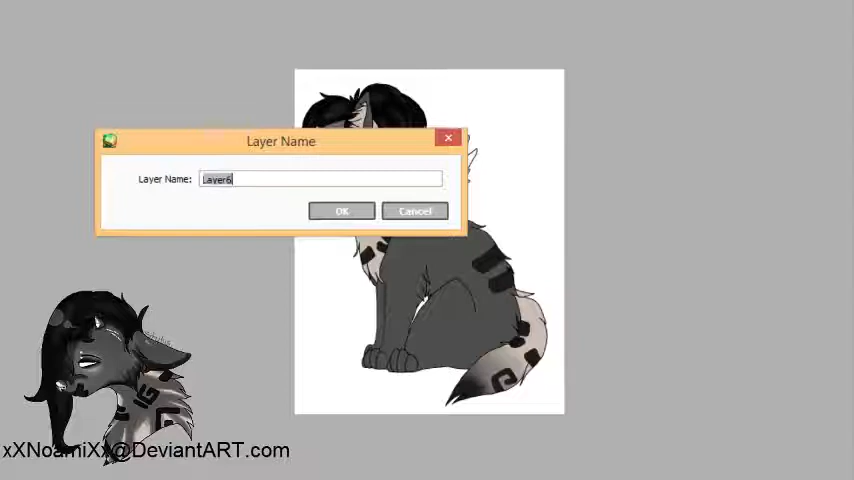 Layer Name
Layer Name: Layer6
OK Cancel
xXNoamiXx@DeviantART.com